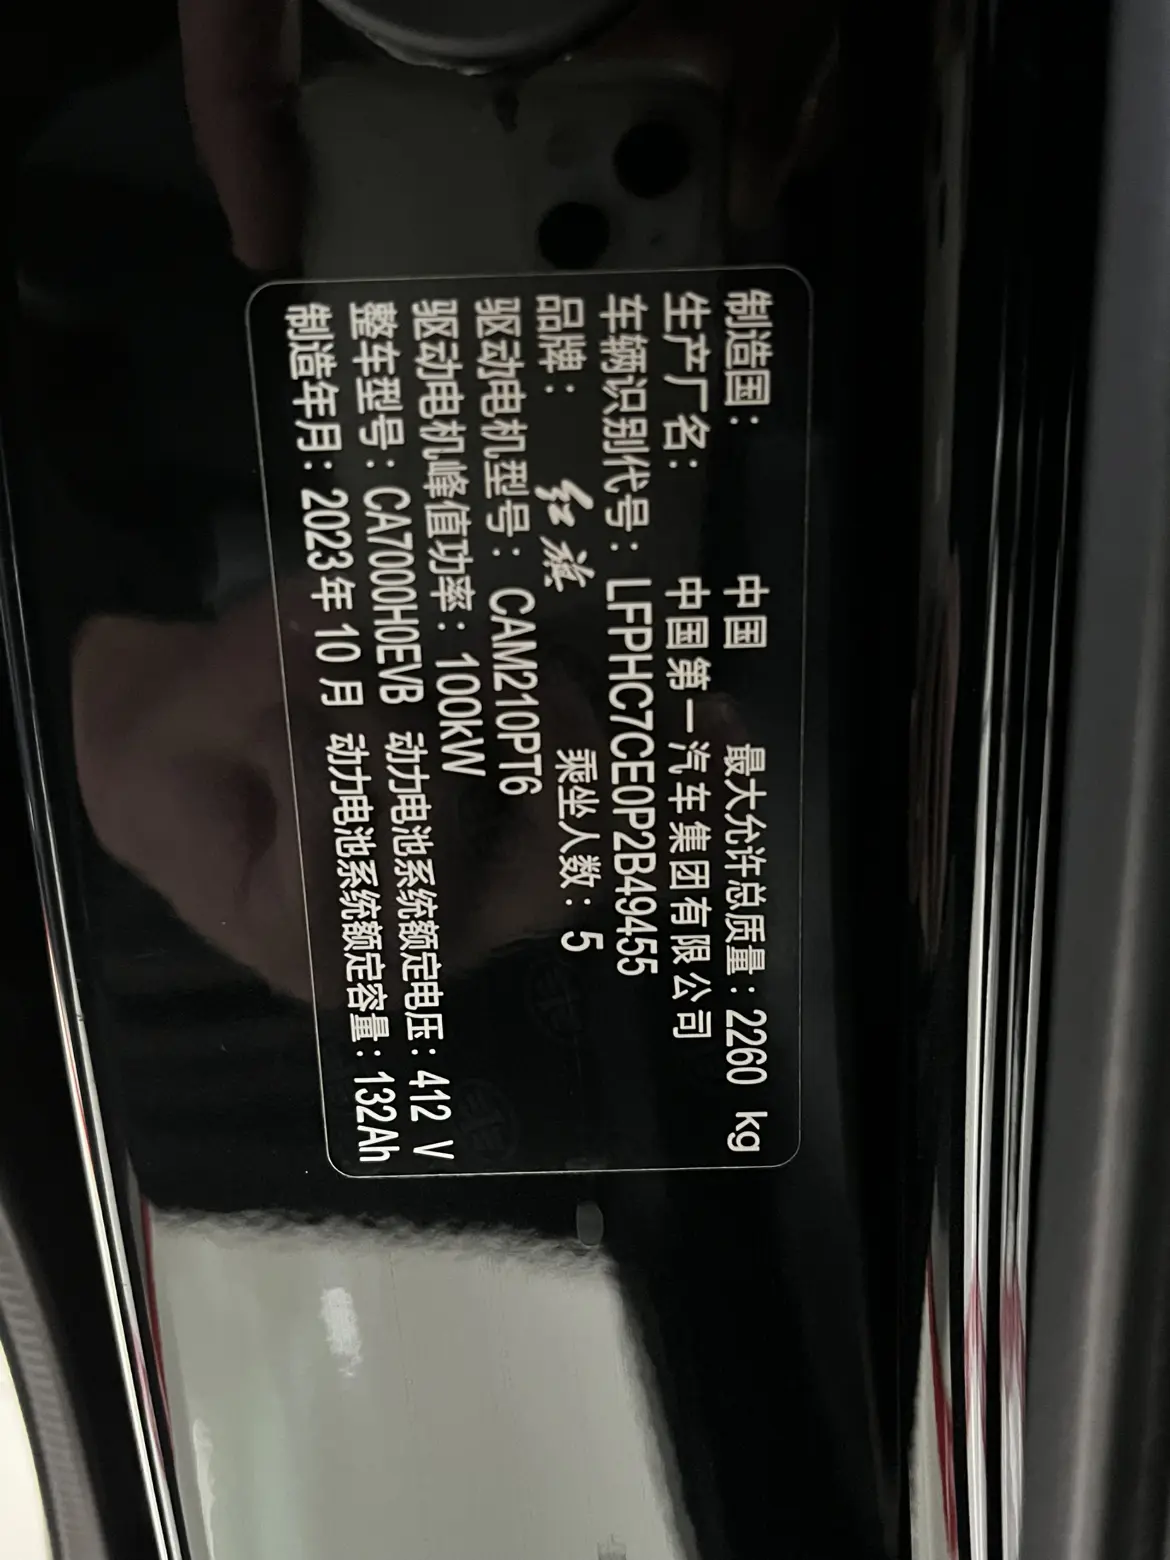 制造国： 中国 最大允许总质量：2260 kg
生产厂名： 中国第一汽车集团有限公司
车辆识别代号：LFPHC7CE0P2B49455
品牌： 红旗 乘坐人数：5
驱动电机型号：CAM210PT6
驱动电机峰值功率：100kW
整车型号：CA7000H0EVB 动力电池系统额定电压：412 V
制造年月：2023年 10 月 动力电池系统额定容量：132Ah